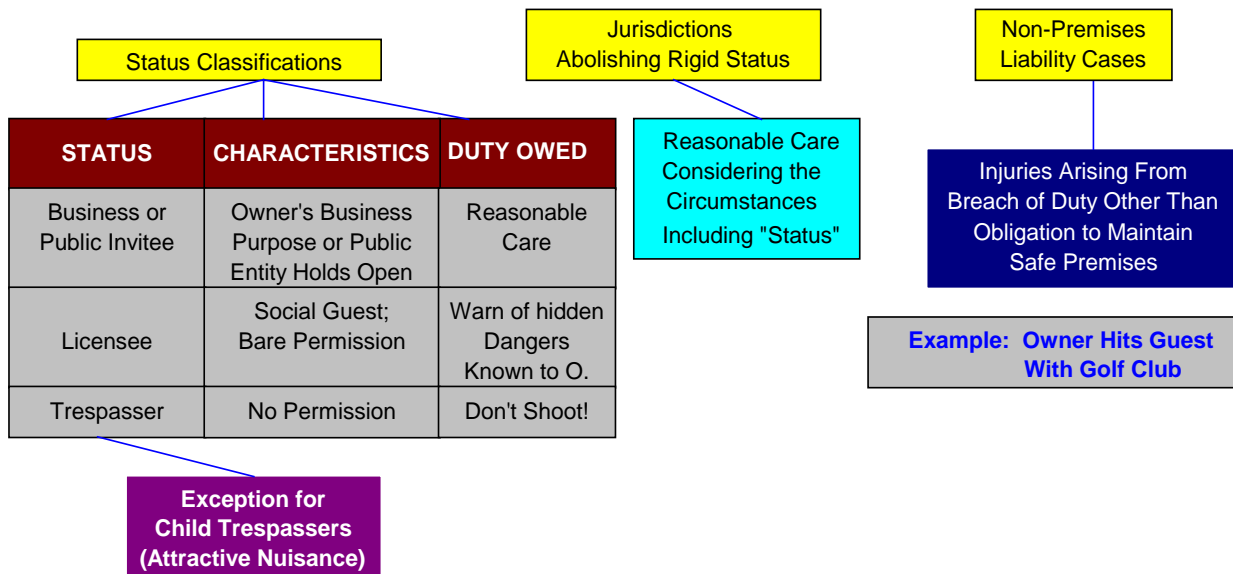 Status Classifications
STATUS
CHARACTERISTICS
DUTY OWED
Business or
Public Invitee
Owner's Business
Purpose or Public
Entity Holds Open
Reasonable
Care
Licensee
Social Guest;
Bare Permission
Warn of hidden
Dangers
Known to O.
Trespasser
No Permission
Don't Shoot!
Exception for
Child Trespassers
(Attractive Nuisance)
Jurisdictions
Abolishing Rigid Status
Reasonable Care
Considering the
Circumstances
Including "Status"
Non-Premises
Liability Cases
Injuries Arising From
Breach of Duty Other Than
Obligation to Maintain
Safe Premises
Example: Owner Hits Guest
With Golf Club